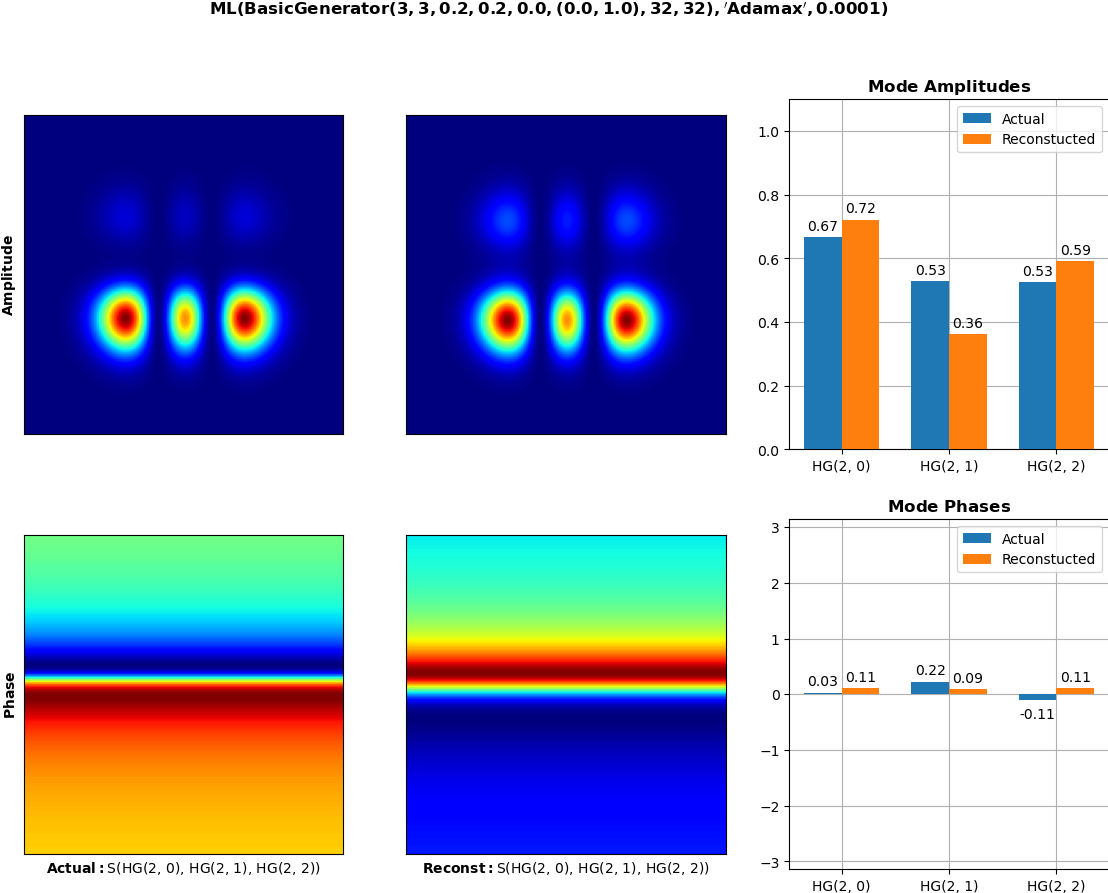 ML(BasicGenerator(3, 3, 0.2, 0.2, 0.0, (0.0, 1.0), 32, 32), ′Adamax′, 0.0001)
Amplitude
Mode Amplitudes
Actual
Reconstucted
1.0
0.8
0.6
0.4
0.2
0.0
0.67
0.72
0.53
0.36
0.53
0.59
HG(2, 0)
HG(2, 1)
HG(2, 2)
Phase
Actual: S(HG(2, 0), HG(2, 1), HG(2, 2))
Reconst: S(HG(2, 0), HG(2, 1), HG(2, 2))
Mode Phases
Actual
Reconstucted
3
2
1
0
−1
−2
−3
0.03
0.11
0.22
0.09
-0.11
0.11
HG(2, 0)
HG(2, 1)
HG(2, 2)